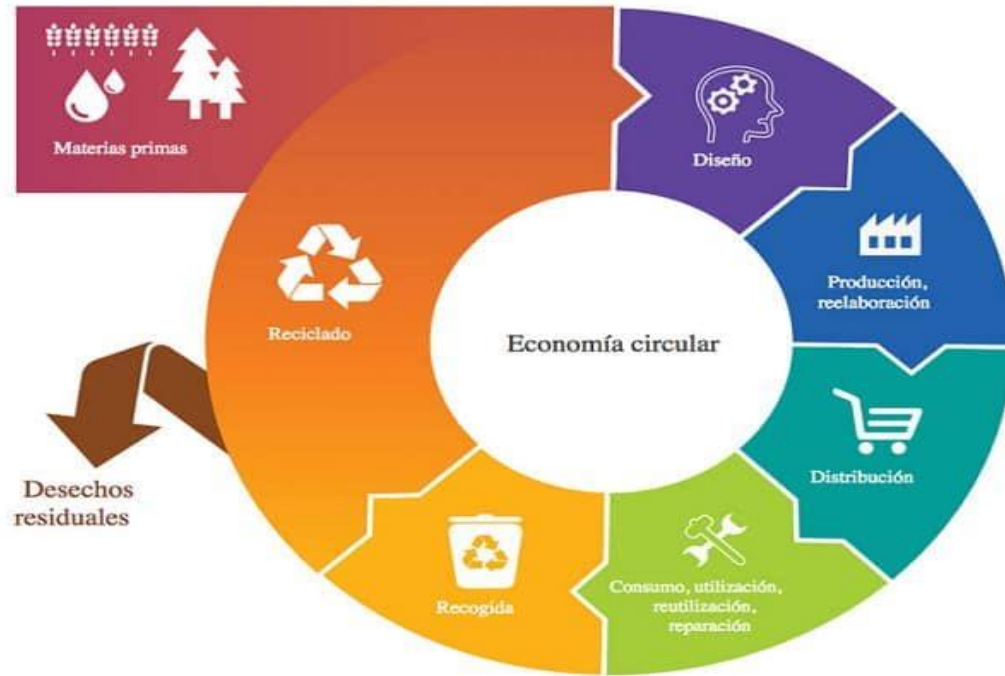 Materias primas
Diseño
Producción,
reelaboración
Reciclado
Economía circular
Distribución
Desechos
residuales
Consumo, utilización,
reutilización,
reparación
Recogida